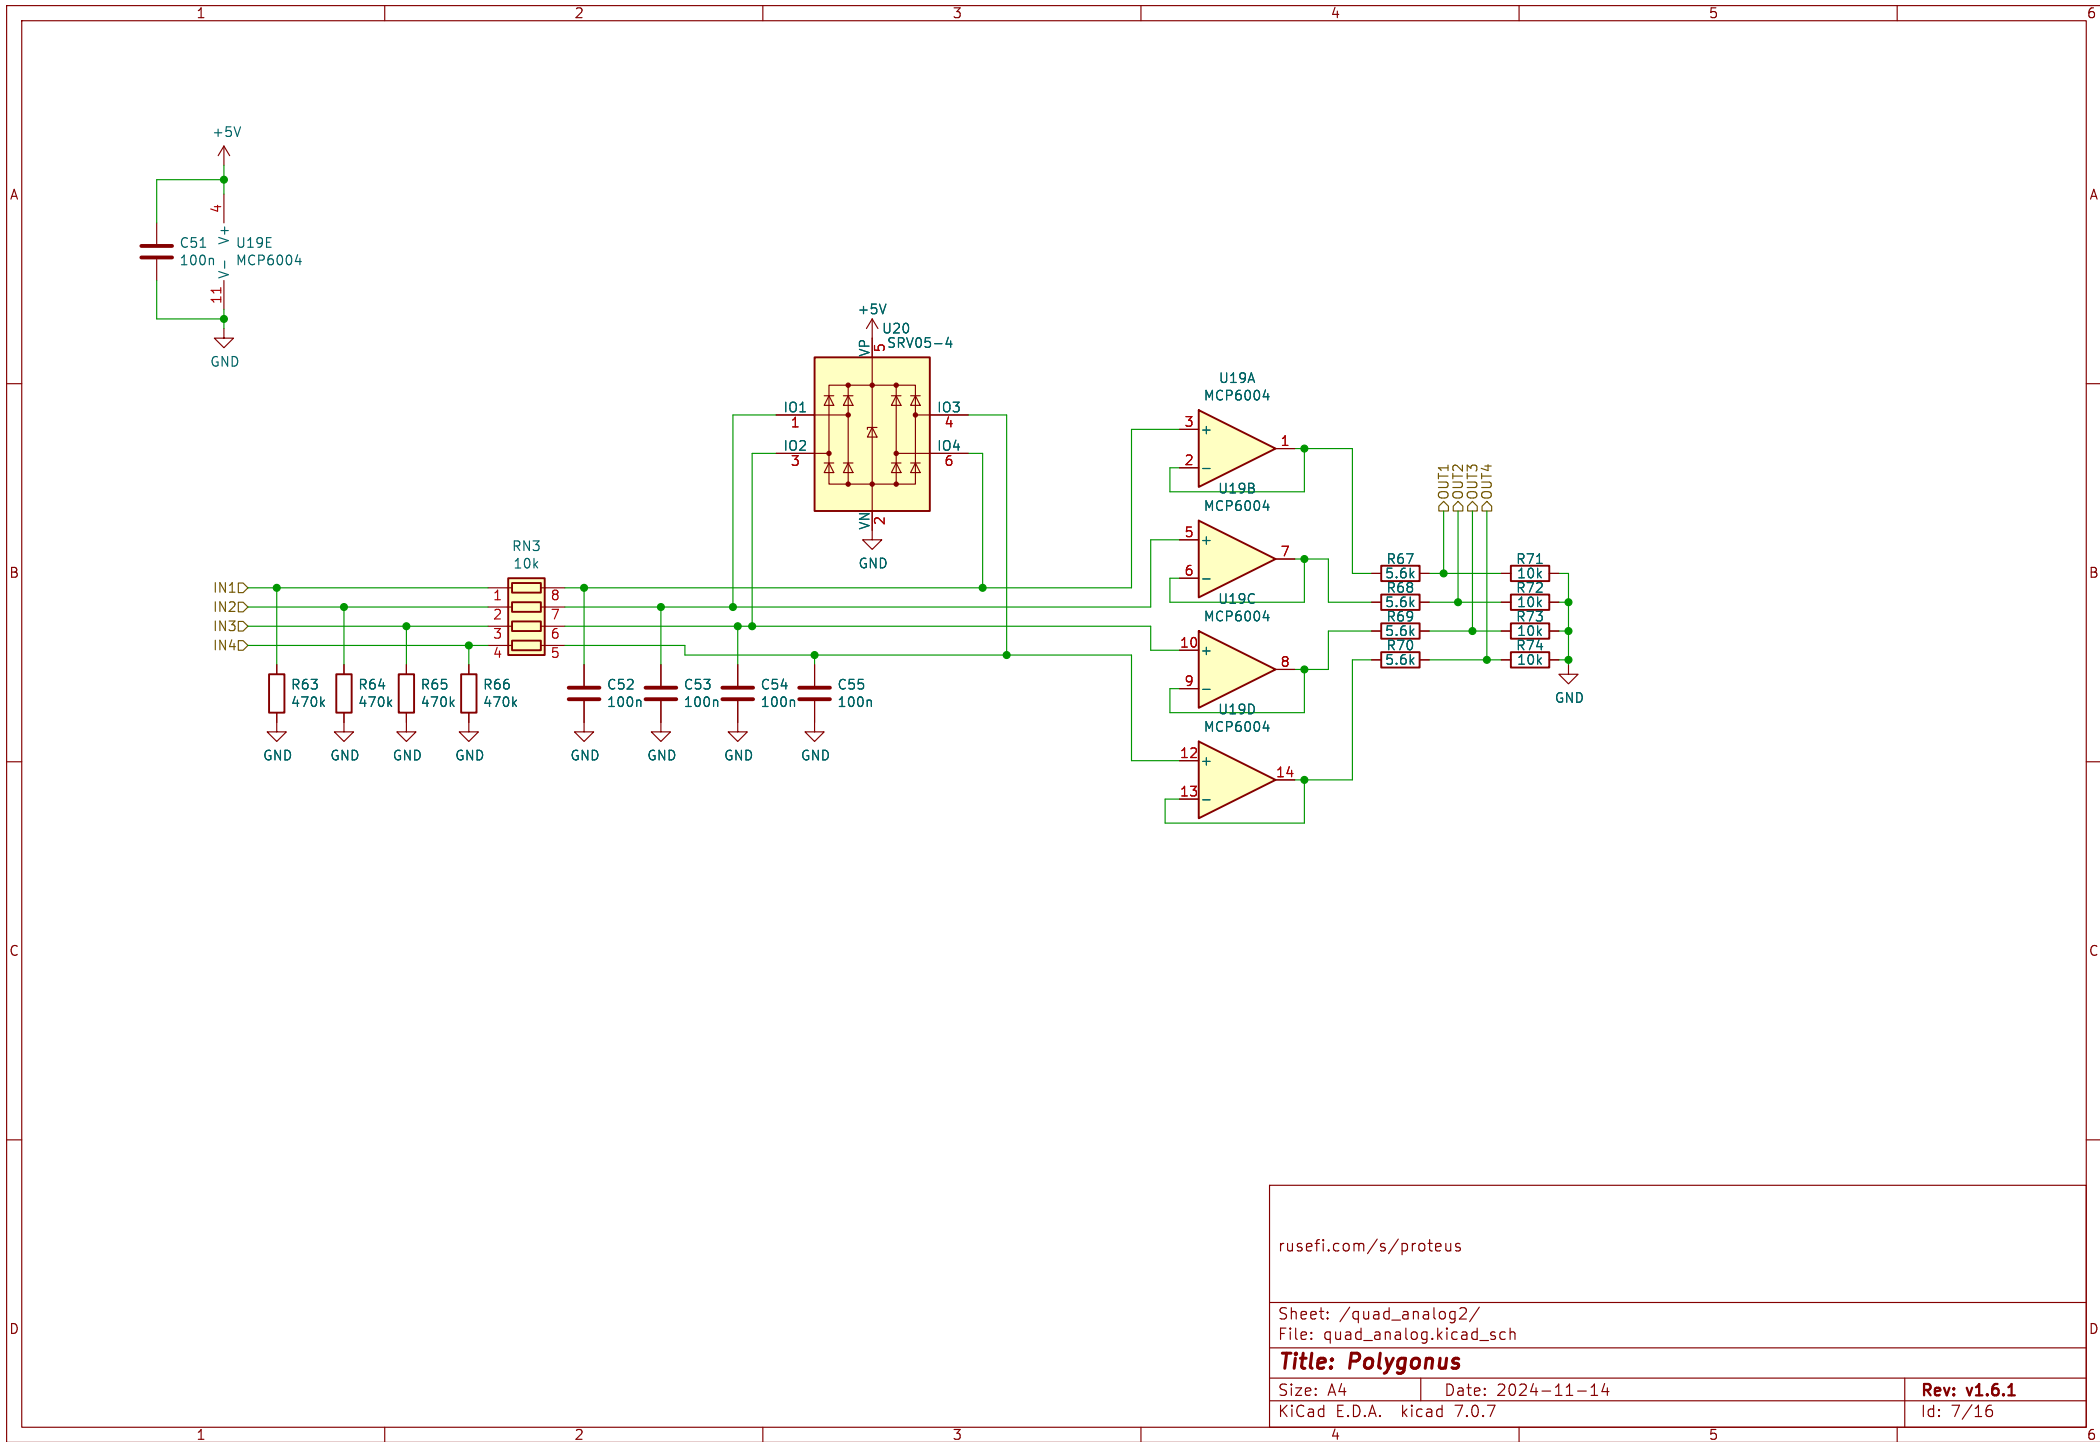 1 2 3 4 5 6
A A
B B
C C
D D
+5V
4
V+
C51
100n
U19E
MCP6004
V-
11
GND
+5V
U20
SRV05-4
VP
5
IO1
1
IO2
3
IO3
4
IO4
6
VN
2
GND
IN1
IN2
IN3
IN4
RN3
10k
1 8
2 7
3 6
4 5
R63
470k
GND
R64
470k
GND
R65
470k
GND
R66
470k
GND
C52
100n
GND
C53
100n
GND
C54
100n
GND
C55
100n
GND
U19A
MCP6004
3 +
2 -
1
U19B
MCP6004
5 +
6 -
7
U19C
MCP6004
10 +
9 -
8
U19D
MCP6004
12 +
13 -
14
OUT1
OUT2
OUT3
OUT4
R67
5.6k
R68
5.6k
R69
5.6k
R70
5.6k
R71
10k
R72
10k
R73
10k
R74
10k
GND
rusefi.com/s/proteus
Sheet: /quad_analog2/
File: quad_analog.kicad_sch
Title: Polygonus
Size: A4 Date: 2024-11-14 Rev: v1.6.1
KiCad E.D.A. kicad 7.0.7 Id: 7/16
1 2 3 4 5 6